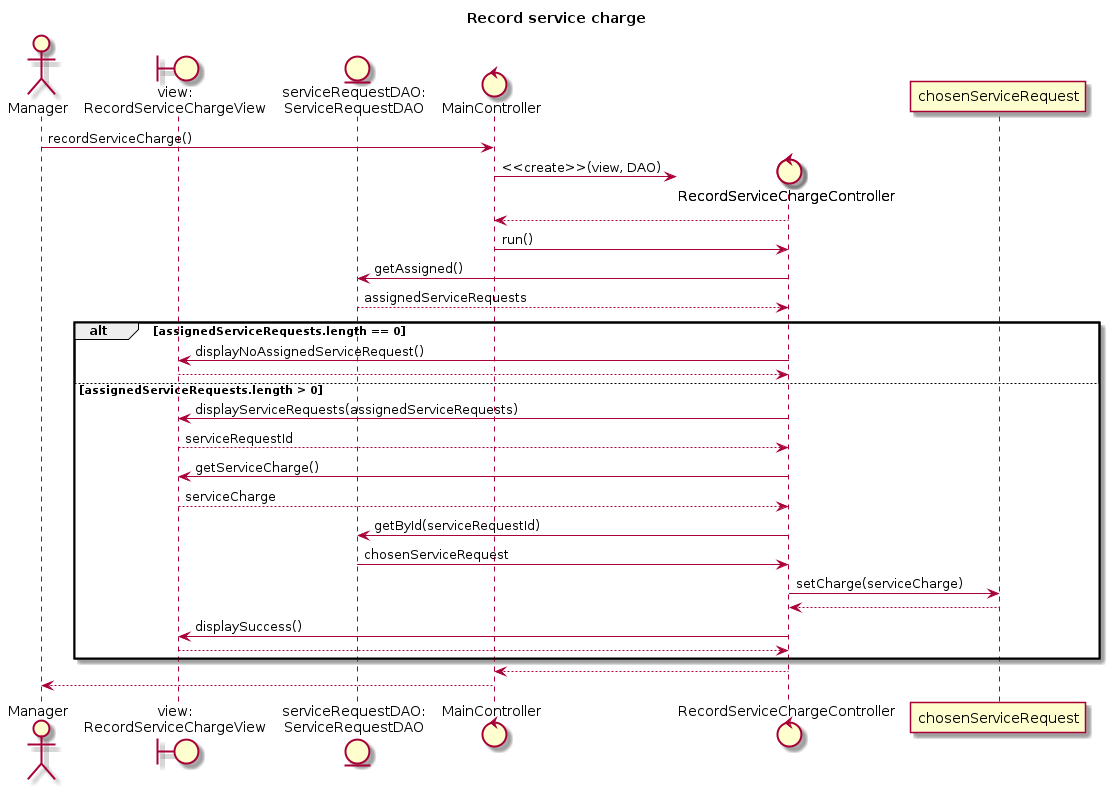 Record service charge
Manager
view:
RecordServiceChargeView
serviceRequestDAO:
ServiceRequestDAO
MainController
chosenServiceRequest
recordServiceCharge()
<<create>>(view, DAO)
RecordServiceChargeController
run()
getAssigned()
assignedServiceRequests
alt [assignedServiceRequests.length == 0]
displayNoAssignedServiceRequest()
[assignedServiceRequests.length > 0]
displayServiceRequests(assignedServiceRequests)
serviceRequestId
getServiceCharge()
serviceCharge
getById(serviceRequestId)
chosenServiceRequest
setCharge(serviceCharge)
displaySuccess()
Manager
view:
RecordServiceChargeView
serviceRequestDAO:
ServiceRequestDAO
MainController
RecordServiceChargeController
chosenServiceRequest